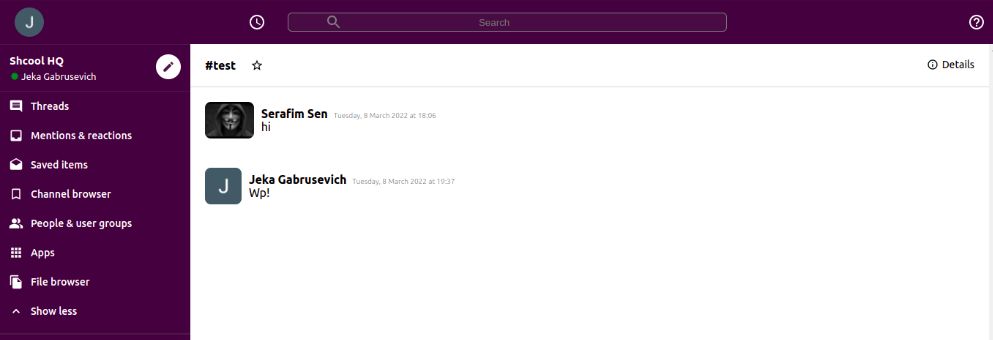 J
Search
Shcool HQ
Jeka Gabrusevich
#test
Details
Threads
Mentions & reactions
Saved items
Channel browser
People & user groups
Apps
File browser
Show less
Serafim Sen Tuesday, 8 March 2022 at 18:06
hi
J
Jeka Gabrusevich Tuesday, 8 March 2022 at 19:37
Wp!